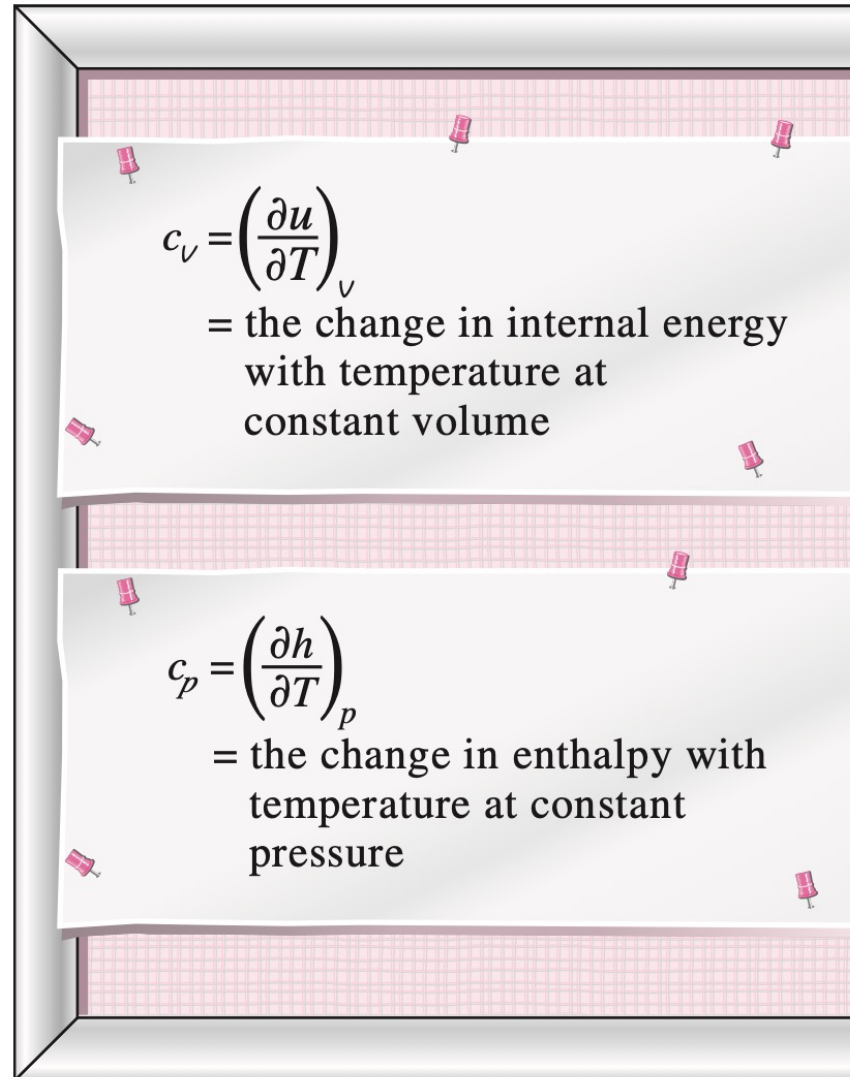 c_v = (∂u/∂T)_v
= the change in internal energy
with temperature at
constant volume
c_p = (∂h/∂T)_p
= the change in enthalpy with
temperature at constant
pressure